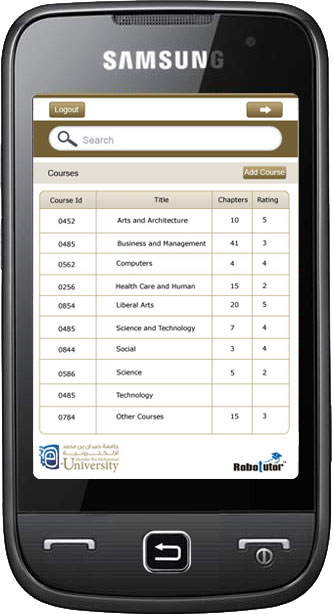 SAMSUNG
Logout
Search
Courses Add Course
Course Id Title Chapters Rating
0452 Arts and Architecture 10 5
0485 Business and Management 41 3
0562 Computers 4 4
0256 Health Care and Human 15 2
0854 Liberal Arts 20 5
0485 Science and Technology 7 4
0844 Social 3 4
0586 Science 5 2
0485 Technology
0784 Other Courses 15 3
جامعة حمدان بن محمد
الإلكترونية
e-University
RoboTutor